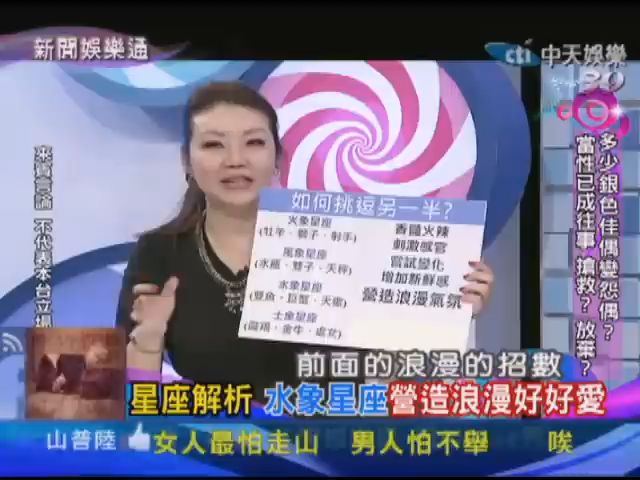 新聞娛樂通
cti 中天娛樂
39
多少銀色佳偶變怨偶？
當性已成往事 搶救？放棄？
來賓言論 不代表本台立場
如何挑逗另一半?
火象星座
(牡羊、獅子、射手)
風象星座
(水瓶、雙子、天秤)
水象星座
(雙魚、巨蟹、天蠍)
土象星座
(魔羯、金牛、處女)
香豔火辣
刺激感官
嘗試變化
增加新鮮感
營造浪漫氣氛
前面的浪漫的招數
星座解析 水象星座營造浪漫好好愛
山普陸 女人最怕走山 男人怕不舉 唉